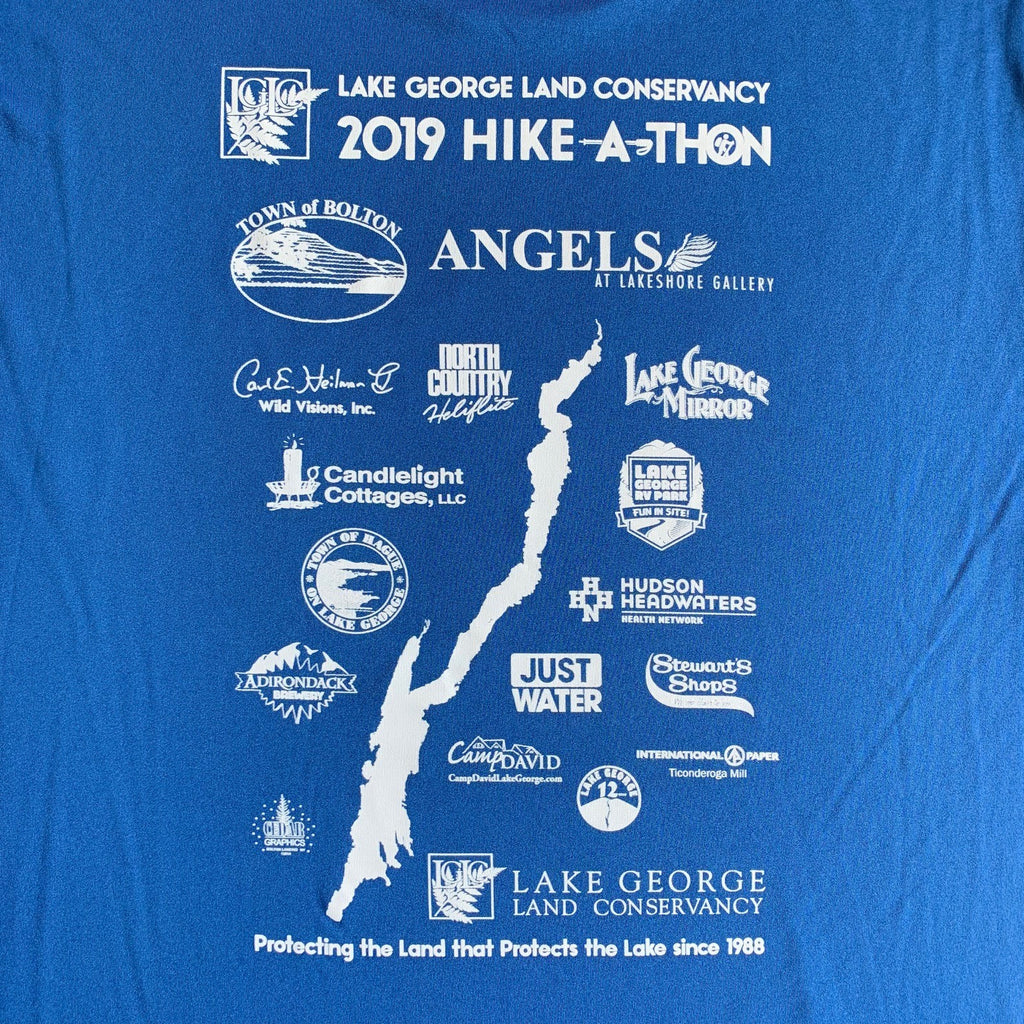 LGLC
LAKE GEORGE LAND CONSERVANCY
2019 HIKE-A-THON
TOWN of BOLTON
ANGELS
AT LAKESHORE GALLERY
Carl E. Heilman II
Wild Visions, Inc.
NORTH
COUNTRY
Heliflite
LAKE GEORGE
MIRROR
Candlelight
Cottages, LLC
LAKE
GEORGE
RV PARK
FUN IN SITE!
TOWN OF HAGUE
ON LAKE GEORGE
H
HHH
N
HUDSON
HEADWATERS
HEALTH NETWORK
ADIRONDACK
BREWERY
JUST
WATER
Stewart's
Shops
Camp DAVID
CampDavidLakeGeorge.com
INTERNATIONAL PAPER
Ticonderoga Mill
LAKE GEORGE
12
CEDAR
GRAPHICS
LGLC
LAKE GEORGE
LAND CONSERVANCY
Protecting the Land that Protects the Lake since 1988